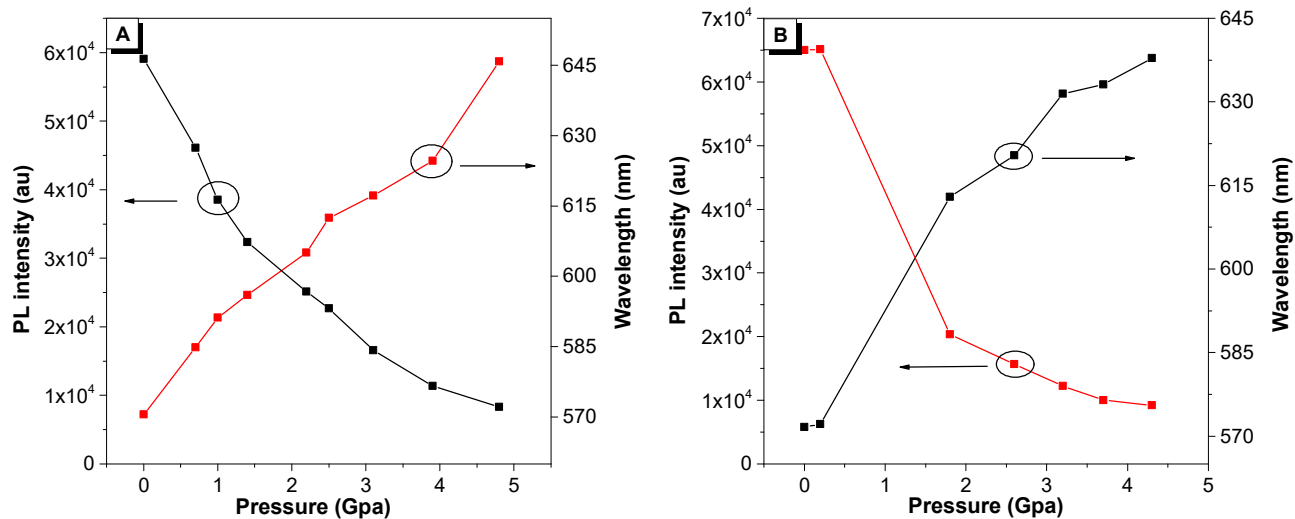 A
6x10⁴
5x10⁴
4x10⁴
3x10⁴
2x10⁴
1x10⁴
0
PL intensity (au)
645
630
615
600
585
570
Wavelength (nm)
0 1 2 3 4 5
Pressure (Gpa)
B
7x10⁴
6x10⁴
5x10⁴
4x10⁴
3x10⁴
2x10⁴
1x10⁴
0
PL intensity (au)
645
630
615
600
585
570
Wavelength (nm)
0 1 2 3 4 5
Pressure (Gpa)